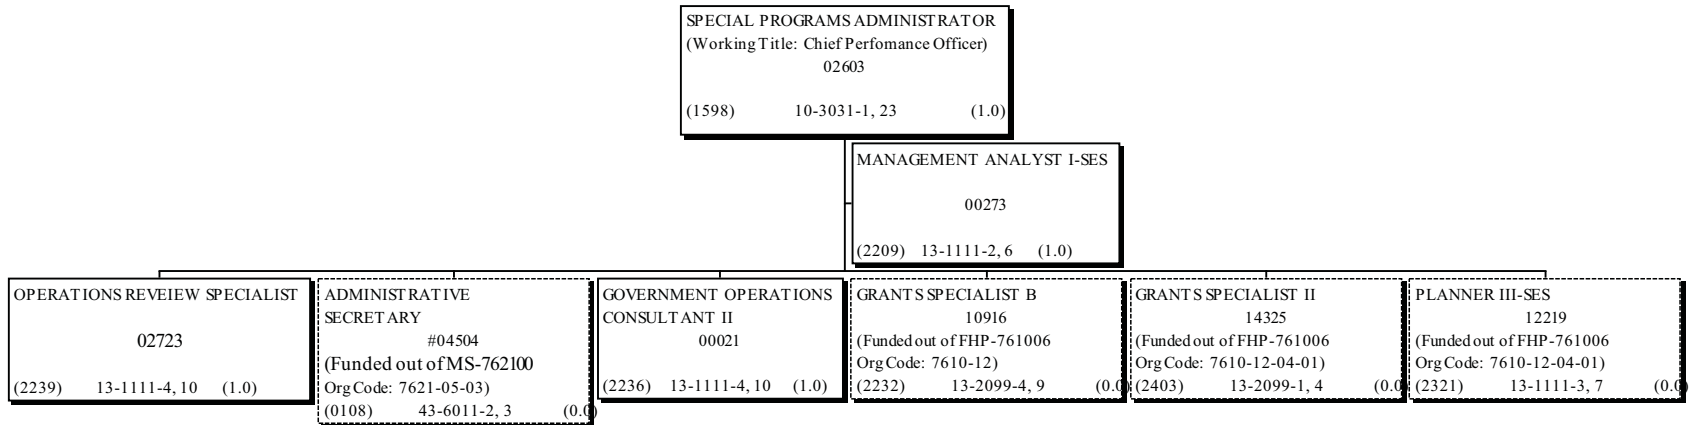 SPECIAL PROGRAMS ADMINISTRATOR
(Working Title: Chief Perfomance Officer)
02603
(1598) 10-3031-1, 23 (1.0)
MANAGEMENT ANALYST I-SES
00273
(2209) 13-1111-2, 6 (1.0)
OPERATIONS REVEIEW SPECIALIST
02723
(2239) 13-1111-4, 10 (1.0)
ADMINISTRATIVE
SECRETARY
#04504
(Funded out of MS-762100
Org Code: 7621-05-03)
(0108) 43-6011-2, 3 (0.0)
GOVERNMENT OPERATIONS
CONSULTANT II
00021
(2236) 13-1111-4, 10 (1.0)
GRANTS SPECIALIST B
10916
(Funded out of FHP-761006
Org Code: 7610-12)
(2232) 13-2099-4, 9 (0.0)
GRANTS SPECIALIST II
14325
(Funded out of FHP-761006
Org Code: 7610-12-04-01)
(2403) 13-2099-1, 4 (0.0)
PLANNER III-SES
12219
(Funded out of FHP-761006
Org Code: 7610-12-04-01)
(2321) 13-1111-3, 7 (0.0)